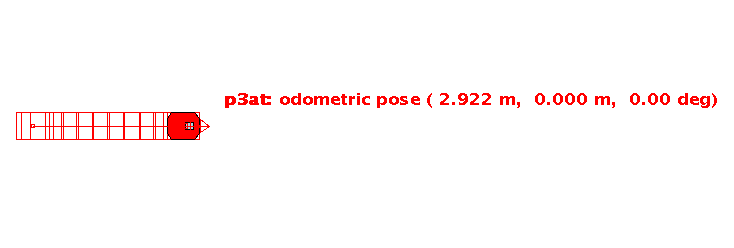 p3at: odometric pose ( 2.922 m,  0.000 m,  0.00 deg)